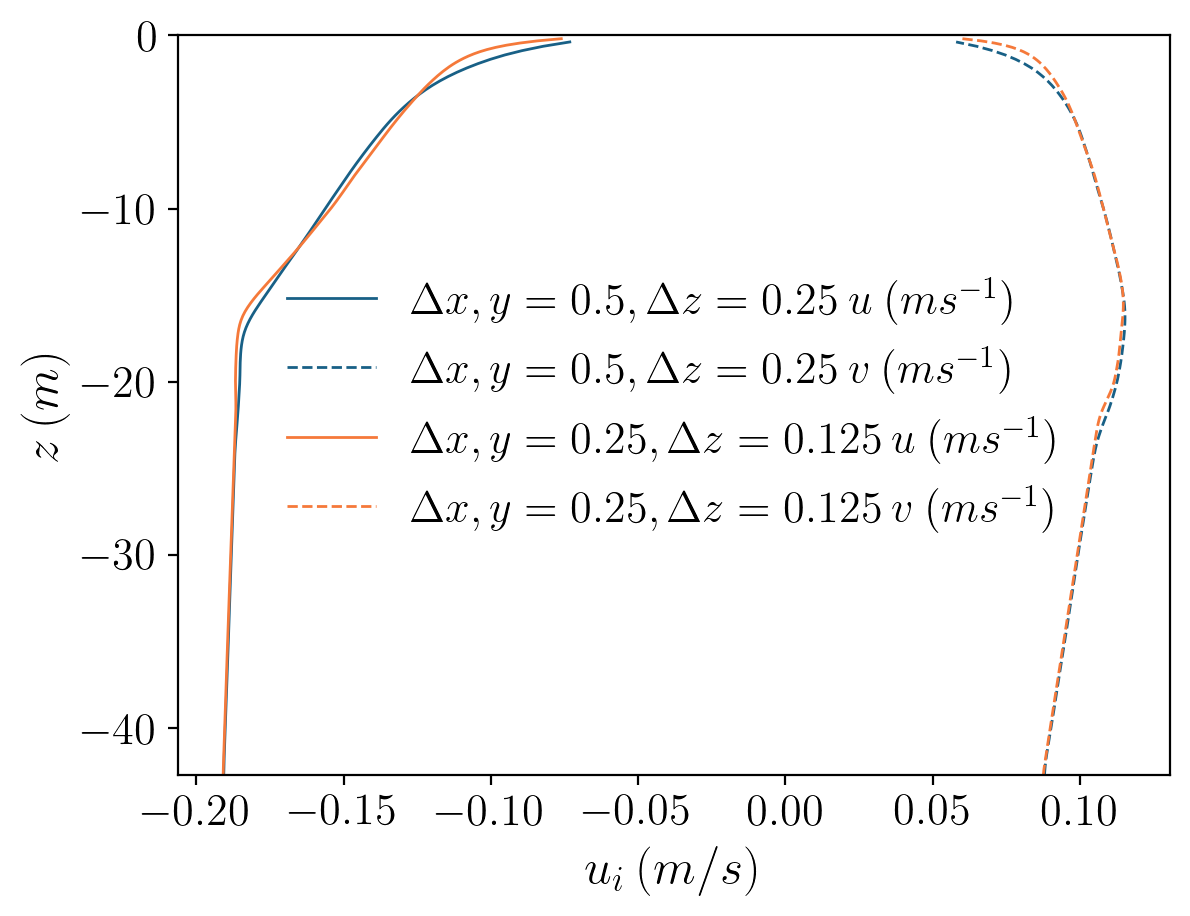 0
−10
−20
−30
−40
z (m)
Δx, y = 0.5, Δz = 0.25 u (ms⁻¹)
Δx, y = 0.5, Δz = 0.25 v (ms⁻¹)
Δx, y = 0.25, Δz = 0.125 u (ms⁻¹)
Δx, y = 0.25, Δz = 0.125 v (ms⁻¹)
−0.20 −0.15 −0.10 −0.05 0.00 0.05 0.10
uᵢ (m/s)